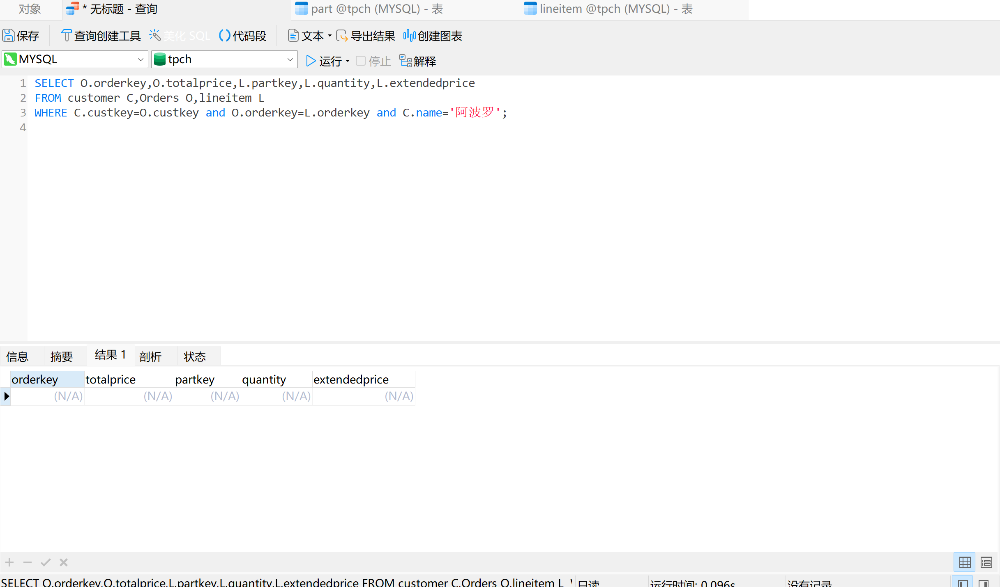 对象
* 无标题 - 查询
part @tpch (MYSQL) - 表
lineitem @tpch (MYSQL) - 表
保存 查询创建工具 美化 SQL 代码段 文本 导出结果 创建图表
MYSQL tpch 运行 停止 解释
1 SELECT O.orderkey,O.totalprice,L.partkey,L.quantity,L.extendedprice
2 FROM customer C,Orders O,lineitem L
3 WHERE C.custkey=O.custkey and O.orderkey=L.orderkey and C.name='阿波罗';
4
信息 摘要 结果 1 剖析 状态
orderkey totalprice partkey quantity extendedprice
(N/A) (N/A) (N/A) (N/A) (N/A)
SELECT O.orderkey,O.totalprice,L.partkey,L.quantity,L.extendedprice FROM customer C,Orders O,lineitem L 只读 运行时间: 0.096s 没有记录